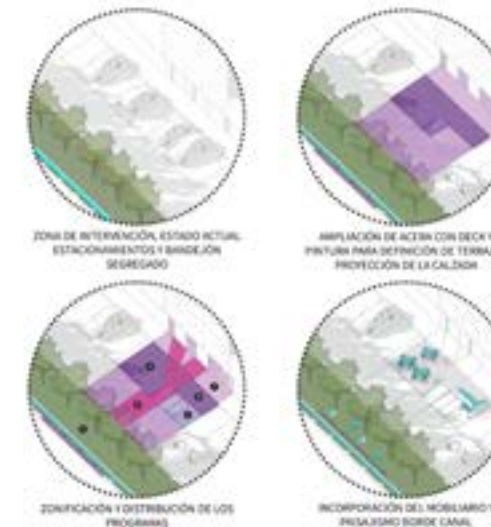 ZONA DE INTERVENCIÓN, ESTADO ACTUAL
ESTACIONAMIENTOS Y BANDEJÓN
SEGREGADO
AMPLIACIÓN DE ACERA CON DECK Y
PINTURA PARA DEFINICIÓN DE
PROYECCIÓN DE LA CALZADA
ZONIFICACIÓN Y DISTRIBUCIÓN DE LOS
PROGRAMAS
INCORPORACIÓN DEL MOBILIARIO Y
PAISAJISMO BORDE CANAL